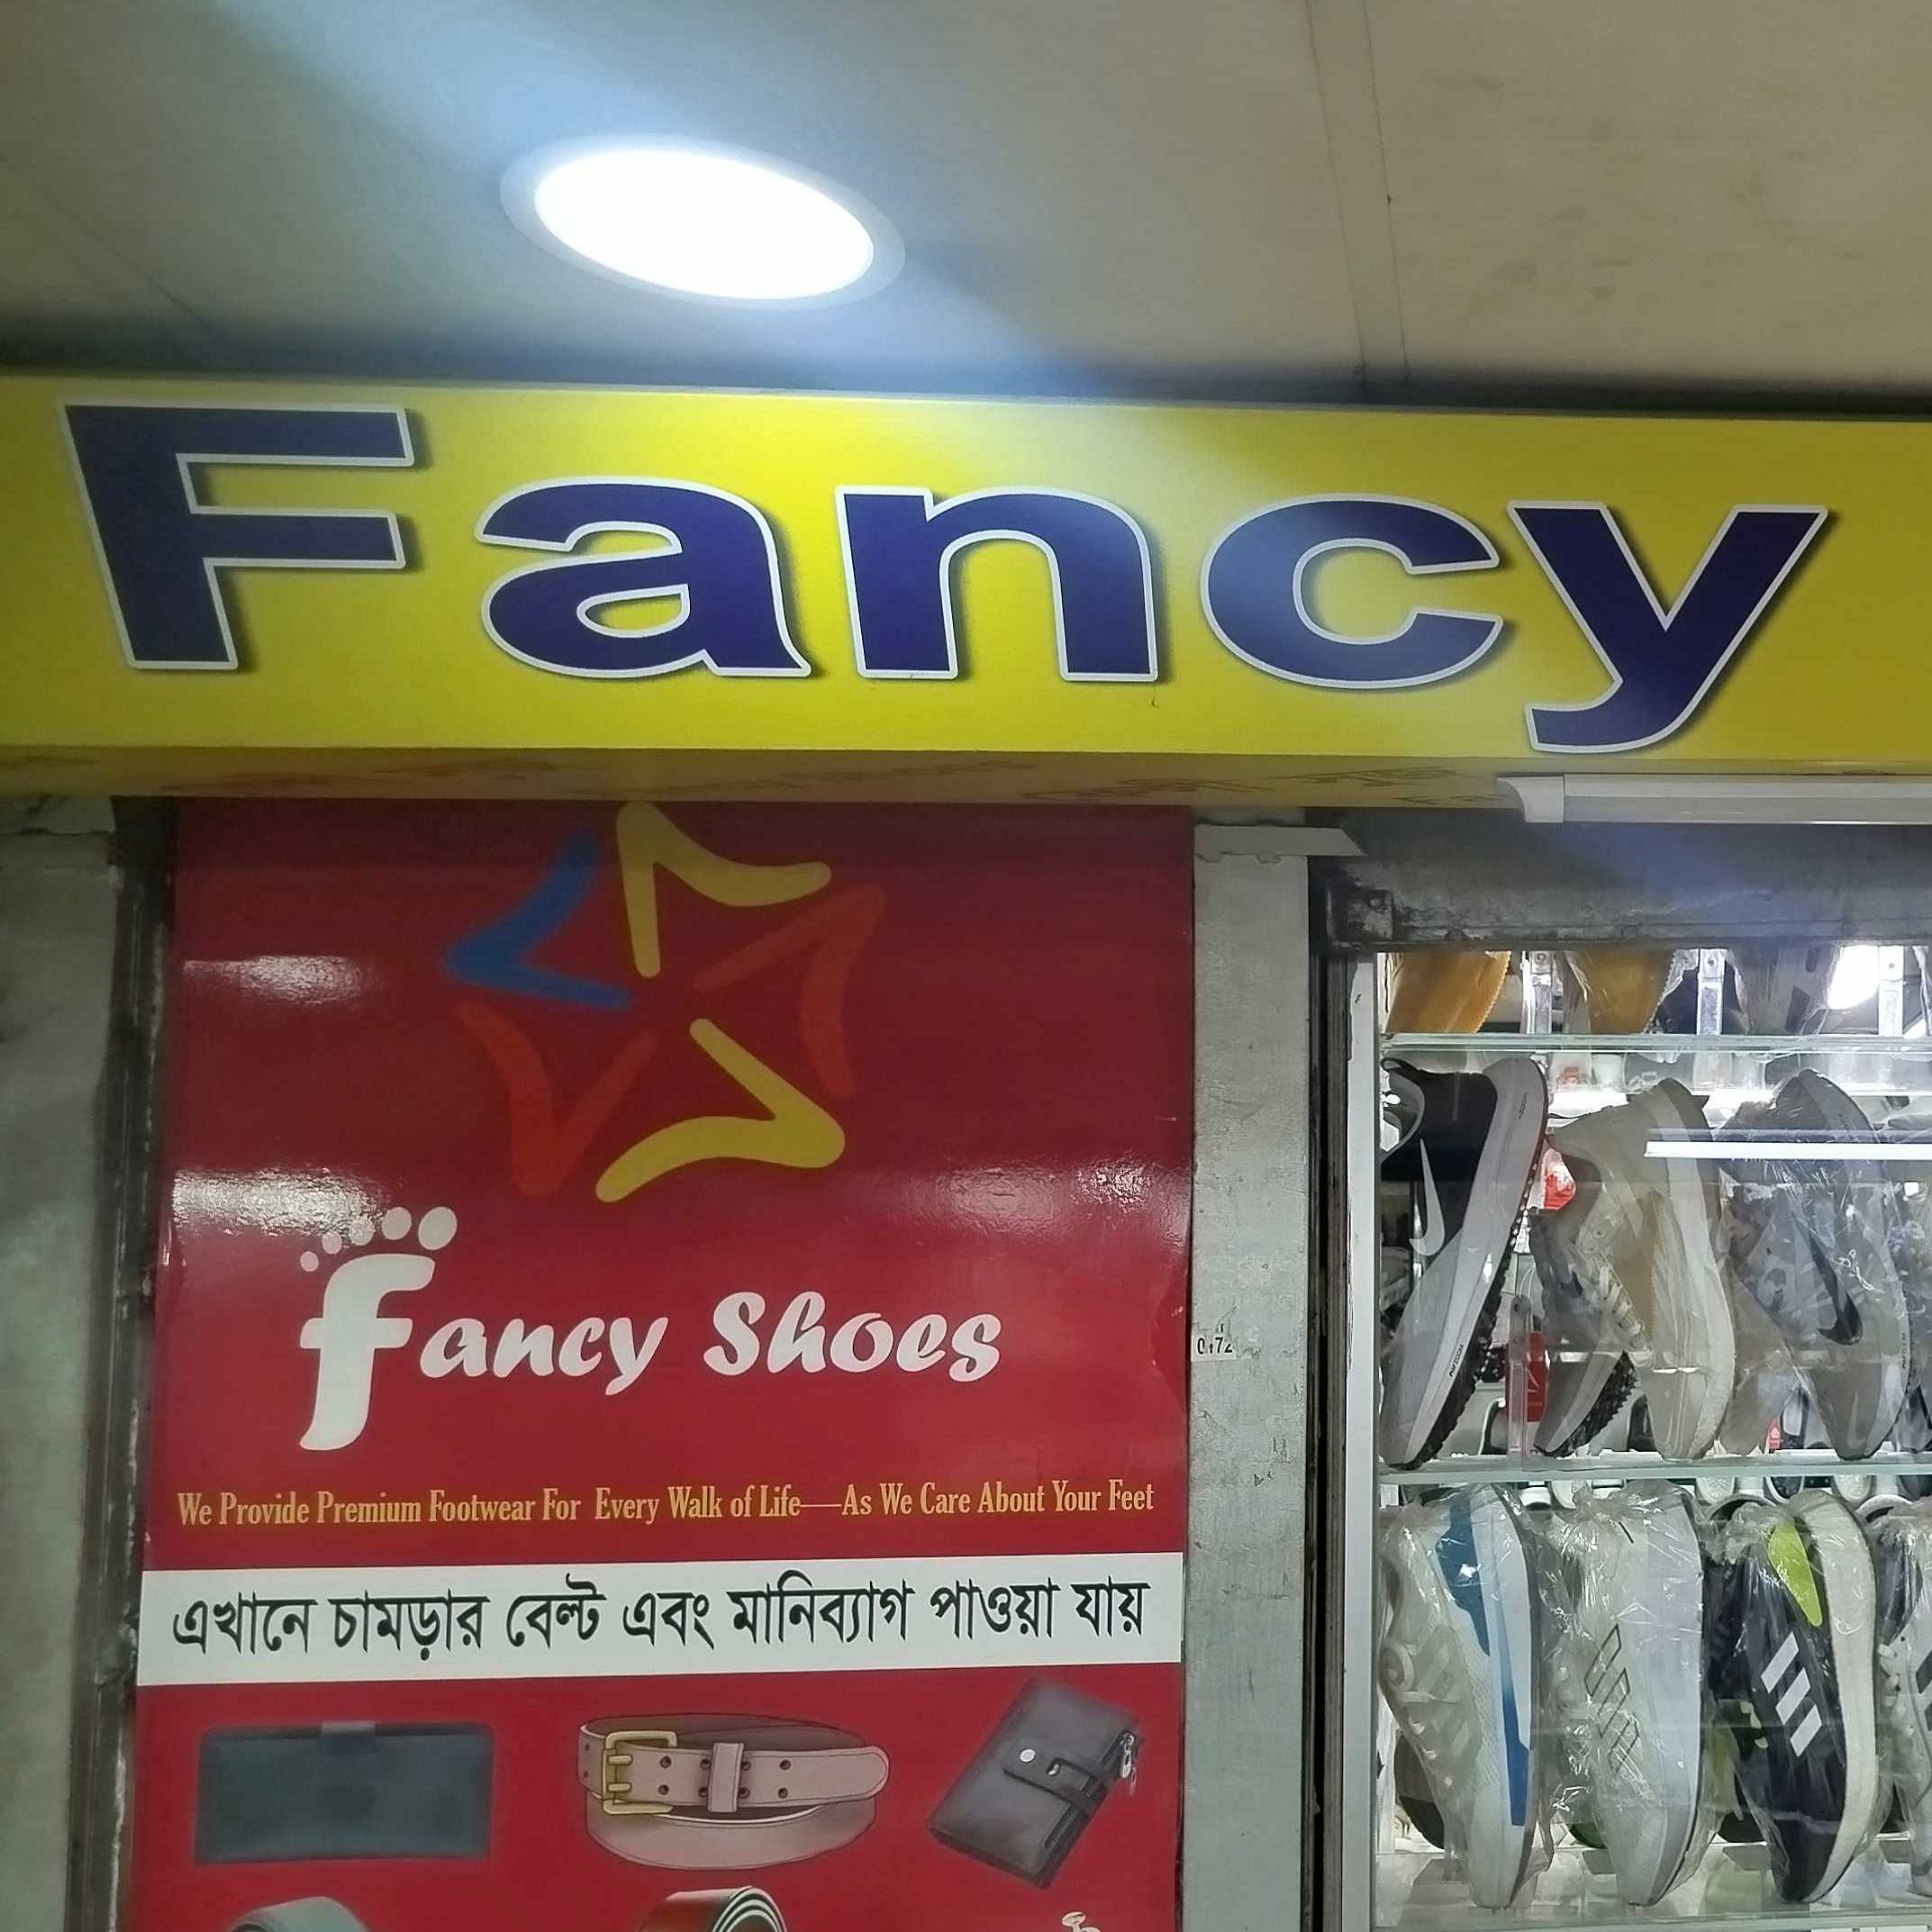 Fancy
fancy Shoes
We Provide Premium Footwear For Every Walk of Life—As We Care About Your Feet
এখানে চামড়ার বেল্ট এবং মানিব্যাগ পাওয়া যায়